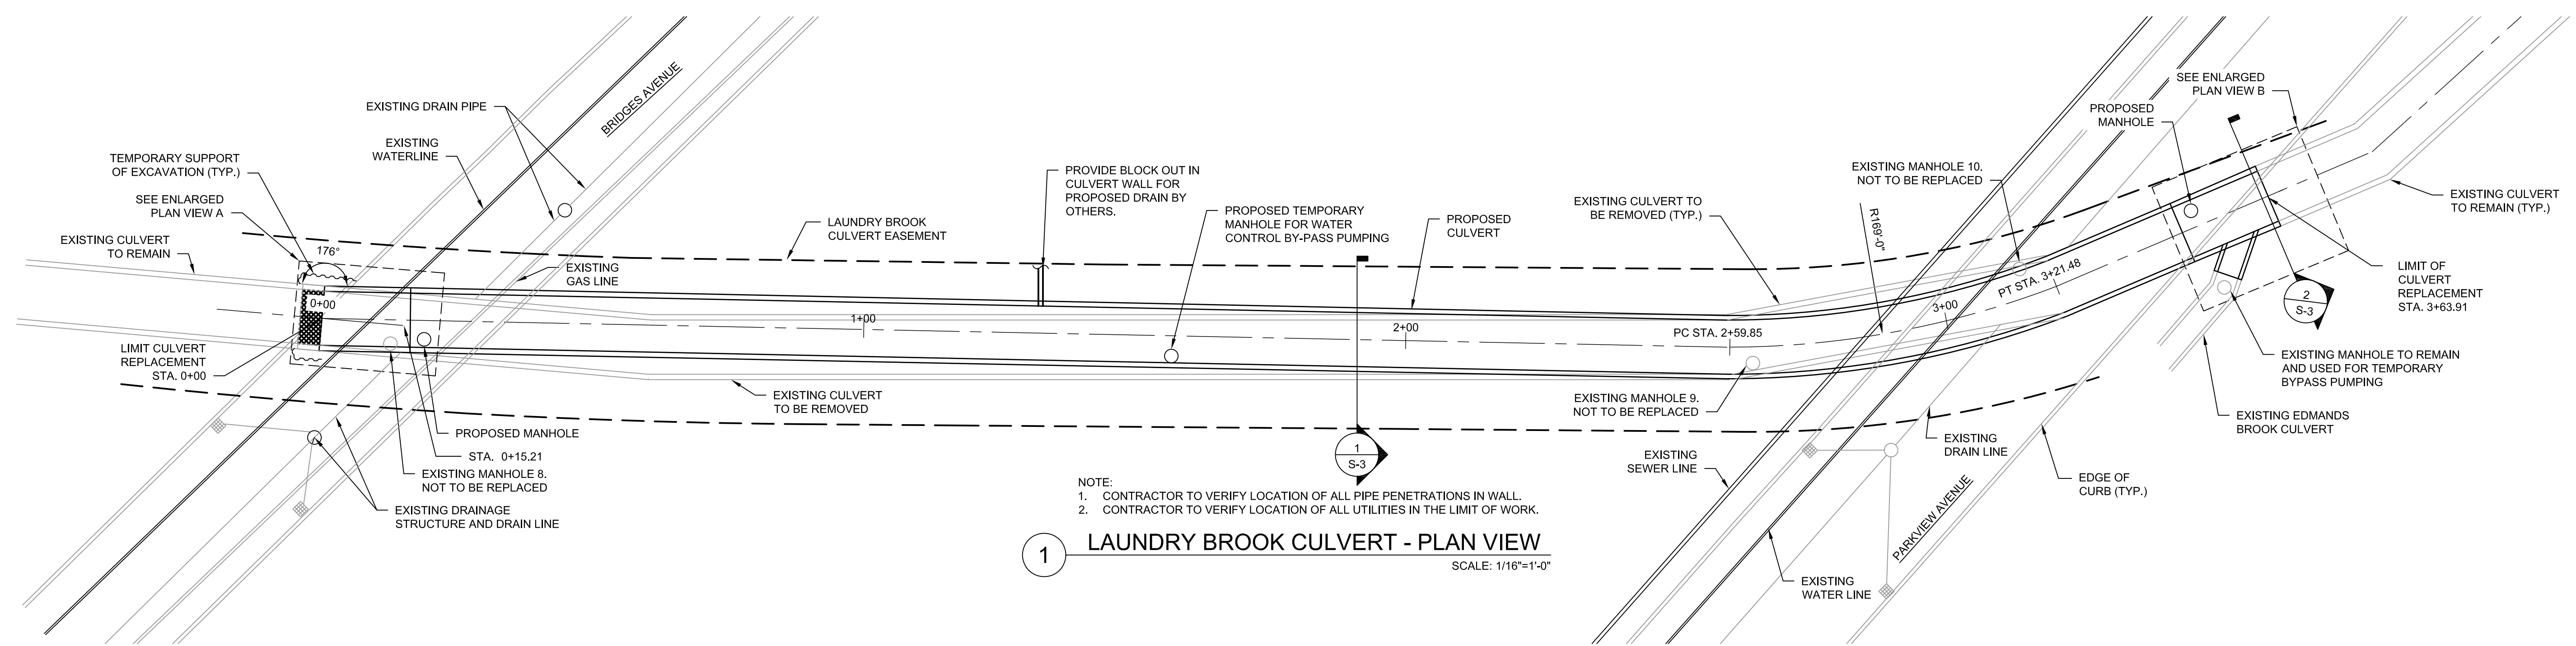 BRIDGES AVENUE
EXISTING DRAIN PIPE
EXISTING
WATERLINE
TEMPORARY SUPPORT
OF EXCAVATION (TYP.)
SEE ENLARGED
PLAN VIEW A
EXISTING CULVERT
TO REMAIN
176°
0+00
LIMIT CULVERT
REPLACEMENT
STA. 0+00
EXISTING
GAS LINE
LAUNDRY BROOK
CULVERT EASEMENT
1+00
PROVIDE BLOCK OUT IN
CULVERT WALL FOR
PROPOSED DRAIN BY
OTHERS.
PROPOSED TEMPORARY
MANHOLE FOR WATER
CONTROL BY-PASS PUMPING
PROPOSED
CULVERT
2+00
EXISTING CULVERT TO
BE REMOVED (TYP.)
PC STA. 2+59.85
R169'-0"
EXISTING MANHOLE 10.
NOT TO BE REPLACED
3+00
PT STA. 3+21.48
PROPOSED
MANHOLE
SEE ENLARGED
PLAN VIEW B
EXISTING CULVERT
TO REMAIN (TYP.)
LIMIT OF
CULVERT
REPLACEMENT
STA. 3+63.91
2
S-3
EXISTING MANHOLE TO REMAIN
AND USED FOR TEMPORARY
BYPASS PUMPING
EXISTING EDMANDS
BROOK CULVERT
EXISTING CULVERT
TO BE REMOVED
PROPOSED MANHOLE
STA. 0+15.21
EXISTING MANHOLE 8.
NOT TO BE REPLACED
EXISTING DRAINAGE
STRUCTURE AND DRAIN LINE
EXISTING MANHOLE 9.
NOT TO BE REPLACED
EXISTING
SEWER LINE
EXISTING
DRAIN LINE
EDGE OF
CURB (TYP.)
PARKVIEW AVENUE
EXISTING
WATER LINE
1
S-3
NOTE:
1. CONTRACTOR TO VERIFY LOCATION OF ALL PIPE PENETRATIONS IN WALL.
2. CONTRACTOR TO VERIFY LOCATION OF ALL UTILITIES IN THE LIMIT OF WORK.
1 LAUNDRY BROOK CULVERT - PLAN VIEW
SCALE: 1/16"=1'-0"